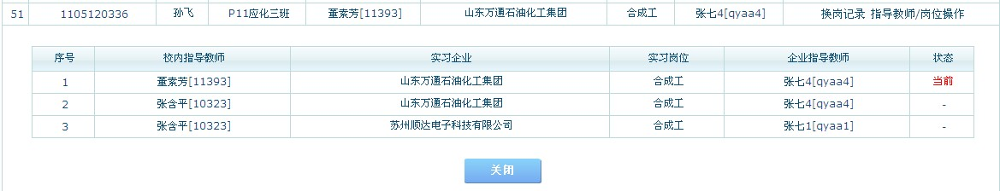 51 1105120336 孙飞 P11应化三班 董素芳[11393] 山东万通石油化工集团 合成工 张七4[qyaa4] 换岗记录 指导教师/岗位操作
序号 校内指导教师 实习企业 实习岗位 企业指导教师 状态
1 董素芳[11393] 山东万通石油化工集团 合成工 张七4[qyaa4] 当前
2 张含平[10323] 山东万通石油化工集团 合成工 张七4[qyaa4] -
3 张含平[10323] 苏州顺达电子科技有限公司 合成工 张七1[qyaa1] -
关闭